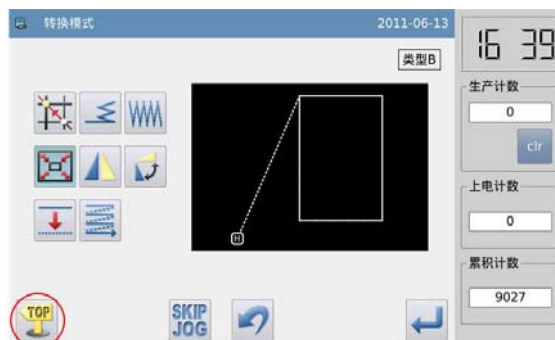 转换模式 2011-06-13
类型B
H
TOP
SKIP
JOG
16 39
生产计数
0
clr
上电计数
0
累积计数
9027